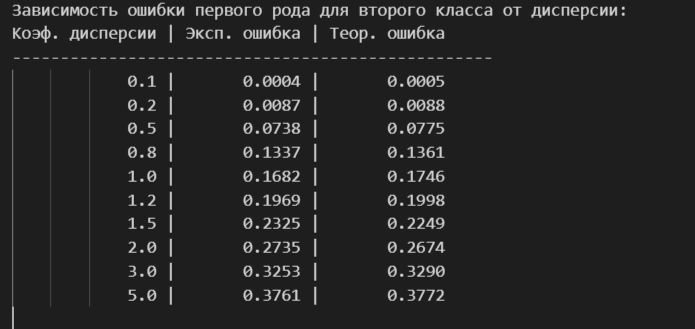 Зависимость ошибки первого рода для второго класса от дисперсии:
Коэф. дисперсии | Эксп. ошибка | Теор. ошибка
--------------------------------------------------
0.1 | 0.0004 | 0.0005
0.2 | 0.0087 | 0.0088
0.5 | 0.0738 | 0.0775
0.8 | 0.1337 | 0.1361
1.0 | 0.1682 | 0.1746
1.2 | 0.1969 | 0.1998
1.5 | 0.2325 | 0.2249
2.0 | 0.2735 | 0.2674
3.0 | 0.3253 | 0.3290
5.0 | 0.3761 | 0.3772